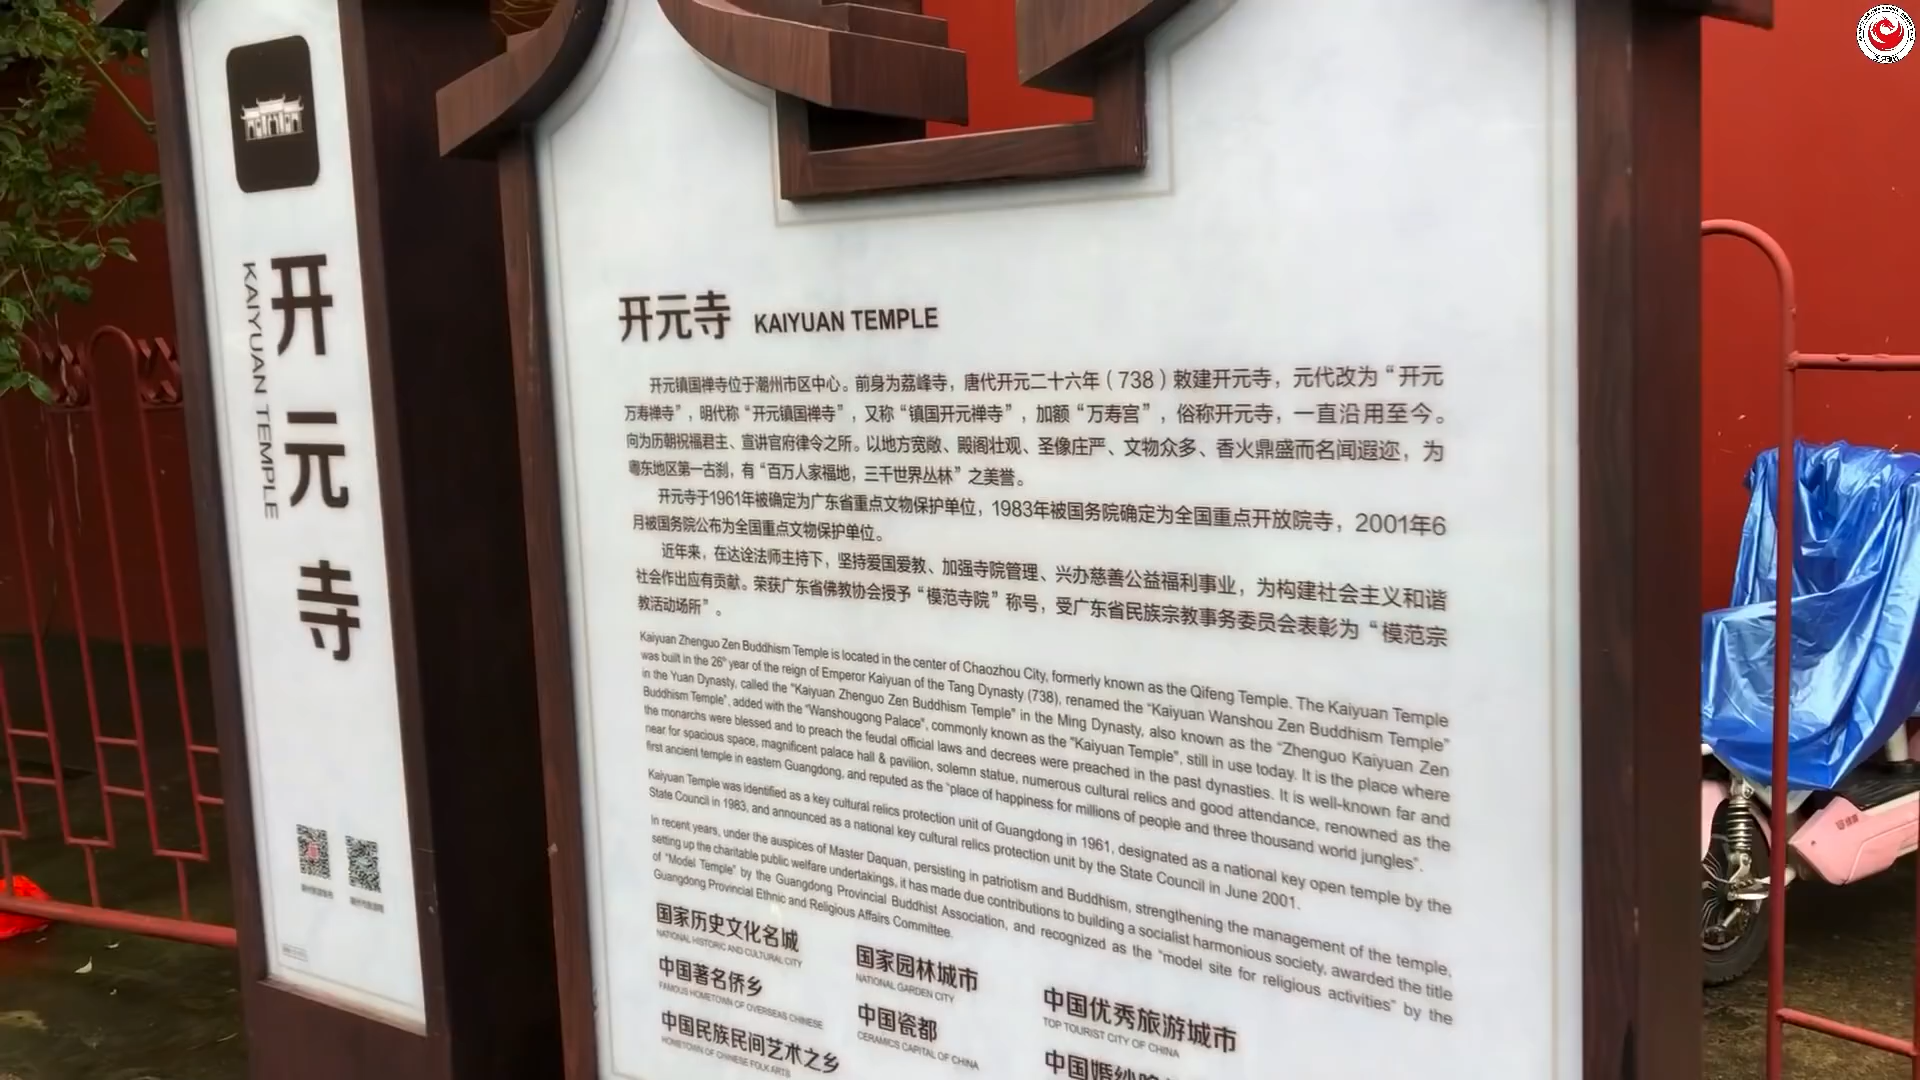 开元寺
KAIYUAN TEMPLE
开元寺 KAIYUAN TEMPLE
开元镇国禅寺位于潮州市区中心。前身为荔峰寺，唐代开元二十六年（738）敕建开元寺，元代改为“开元
万寿禅寺”，明代称“开元镇国禅寺”，又称“镇国开元禅寺”，加额“万寿宫”，俗称开元寺，一直沿用至今。
向为历朝祝福君主、宣讲官府律令之所。以地方宽敞、殿阁壮观、圣像庄严、文物众多、香火鼎盛而名闻遐迩，为
粤东地区第一古刹，有“百万人家福地，三千世界丛林”之美誉。
开元寺于1961年被确定为广东省重点文物保护单位，1983年被国务院确定为全国重点开放院寺，2001年6
月被国务院公布为全国重点文物保护单位。
近年来，在达诠法师主持下，坚持爱国爱教、加强寺院管理、兴办慈善公益福利事业，为构建社会主义和谐
社会作出应有贡献。荣获广东省佛教协会授予“模范寺院”称号，受广东省民族宗教事务委员会表彰为“模范宗
教活动场所”。
Kaiyuan Zhenguo Zen Buddhism Temple is located in the center of Chaozhou City, formerly known as the Qifeng Temple. The Kaiyuan Temple
was built in the 26th year of the reign of Emperor Kaiyuan of the Tang Dynasty (738), renamed the "Kaiyuan Wanshou Zen Buddhism Temple"
in the Yuan Dynasty, called the "Kaiyuan Zhenguo Zen Buddhism Temple" in the Ming Dynasty, also known as the "Zhenguo Kaiyuan Zen
Buddhism Temple", added with the "Wanshougong Palace", commonly known as the "Kaiyuan Temple", still in use today. It is the place where
the monarchs were blessed and to preach the feudal official laws and decrees were preached in the past dynasties. It is well-known far and
near for spacious space, magnificent palace hall & pavilion, solemn statue, numerous cultural relics and good attendance, renowned as the
first ancient temple in eastern Guangdong, and reputed as the "place of happiness for millions of people and three thousand world jungles".
Kaiyuan Temple was identified as a key cultural relics protection unit of Guangdong in 1961, designated as a national key open temple by the
State Council in 1983, and announced as a national key cultural relics protection unit by the State Council in June 2001.
In recent years, under the auspices of Master Daquan, persisting in patriotism and Buddhism, strengthening the management of the temple,
setting up the charitable public welfare undertakings, it has made due contributions to building a socialist harmonious society, awarded the title
of "Model Temple" by the Guangdong Provincial Buddhist Association, and recognized as the "model site for religious activities" by the
Guangdong Provincial Ethnic and Religious Affairs Committee.
国家历史文化名城
NATIONAL HISTORIC AND CULTURAL CITY
国家园林城市
NATIONAL GARDEN CITY
中国优秀旅游城市
TOP TOURIST CITY OF CHINA
中国著名侨乡
FAMOUS HOMETOWN OF OVERSEAS CHINESE
中国瓷都
CERAMICS CAPITAL OF CHINA
中国婚纱
中国民族民间艺术之乡
HOMETOWN OF CHINESE FOLK ARTS